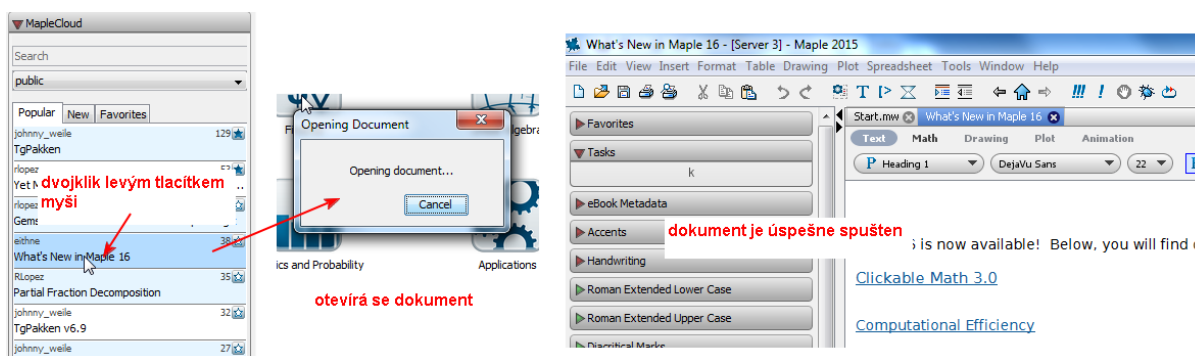 MapleCloud
Search
public
Popular New Favorites
johnny_weile 129
TgPakken
rlopez
Yet
dvojklik levým tlacítkem
myši
rlopez
Gems
eithne 38
What's New in Maple 16
RLopez 35
Partial Fraction Decomposition
johnny_weile 32
TgPakken v6.9
johnny_weile 27
Opening Document
Opening document...
Cancel
ics and Probability
Applications
otevírá se dokument
What's New in Maple 16 - [Server 3] - Maple 2015
File Edit View Insert Format Table Drawing Plot Spreadsheet Tools Window Help
Favorites
Tasks
k
eBook Metadata
Accents
Handwriting
Roman Extended Lower Case
Roman Extended Upper Case
Diacritical Marks
Start.mw What's New in Maple 16
Text Math Drawing Plot Animation
P Heading 1 DejaVu Sans 22
dokument je úspešne spušten
is now available! Below, you will find
Clickable Math 3.0
Computational Efficiency